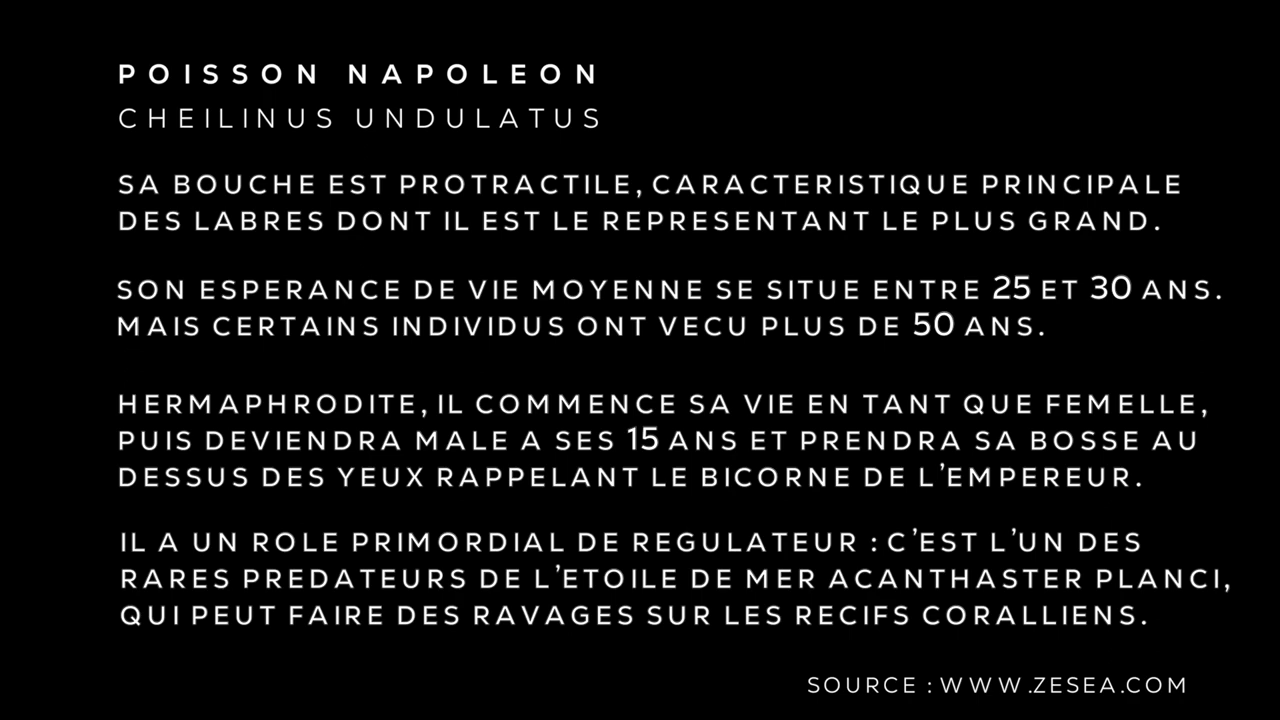 POISSON NAPOLEON
CHEILINUS UNDULATUS
SA BOUCHE EST PROTRACTILE, CARACTERISTIQUE PRINCIPALE
DES LABRES DONT IL EST LE REPRESENTANT LE PLUS GRAND.
SON ESPERANCE DE VIE MOYENNE SE SITUE ENTRE 25 ET 30 ANS.
MAIS CERTAINS INDIVIDUS ONT VECU PLUS DE 50 ANS.
HERMAPHRODITE, IL COMMENCE SA VIE EN TANT QUE FEMELLE,
PUIS DEVIENDRA MALE A SES 15 ANS ET PRENDRA SA BOSSE AU
DESSUS DES YEUX RAPPELANT LE BICORNE DE L'EMPEREUR.
IL A UN ROLE PRIMORDIAL DE REGULATEUR : C'EST L'UN DES
RARES PREDATEURS DE L'ETOILE DE MER ACANTHASTER PLANCI,
QUI PEUT FAIRE DES RAVAGES SUR LES RECIFS CORALLIENS.
SOURCE : WWW.ZESEA.COM